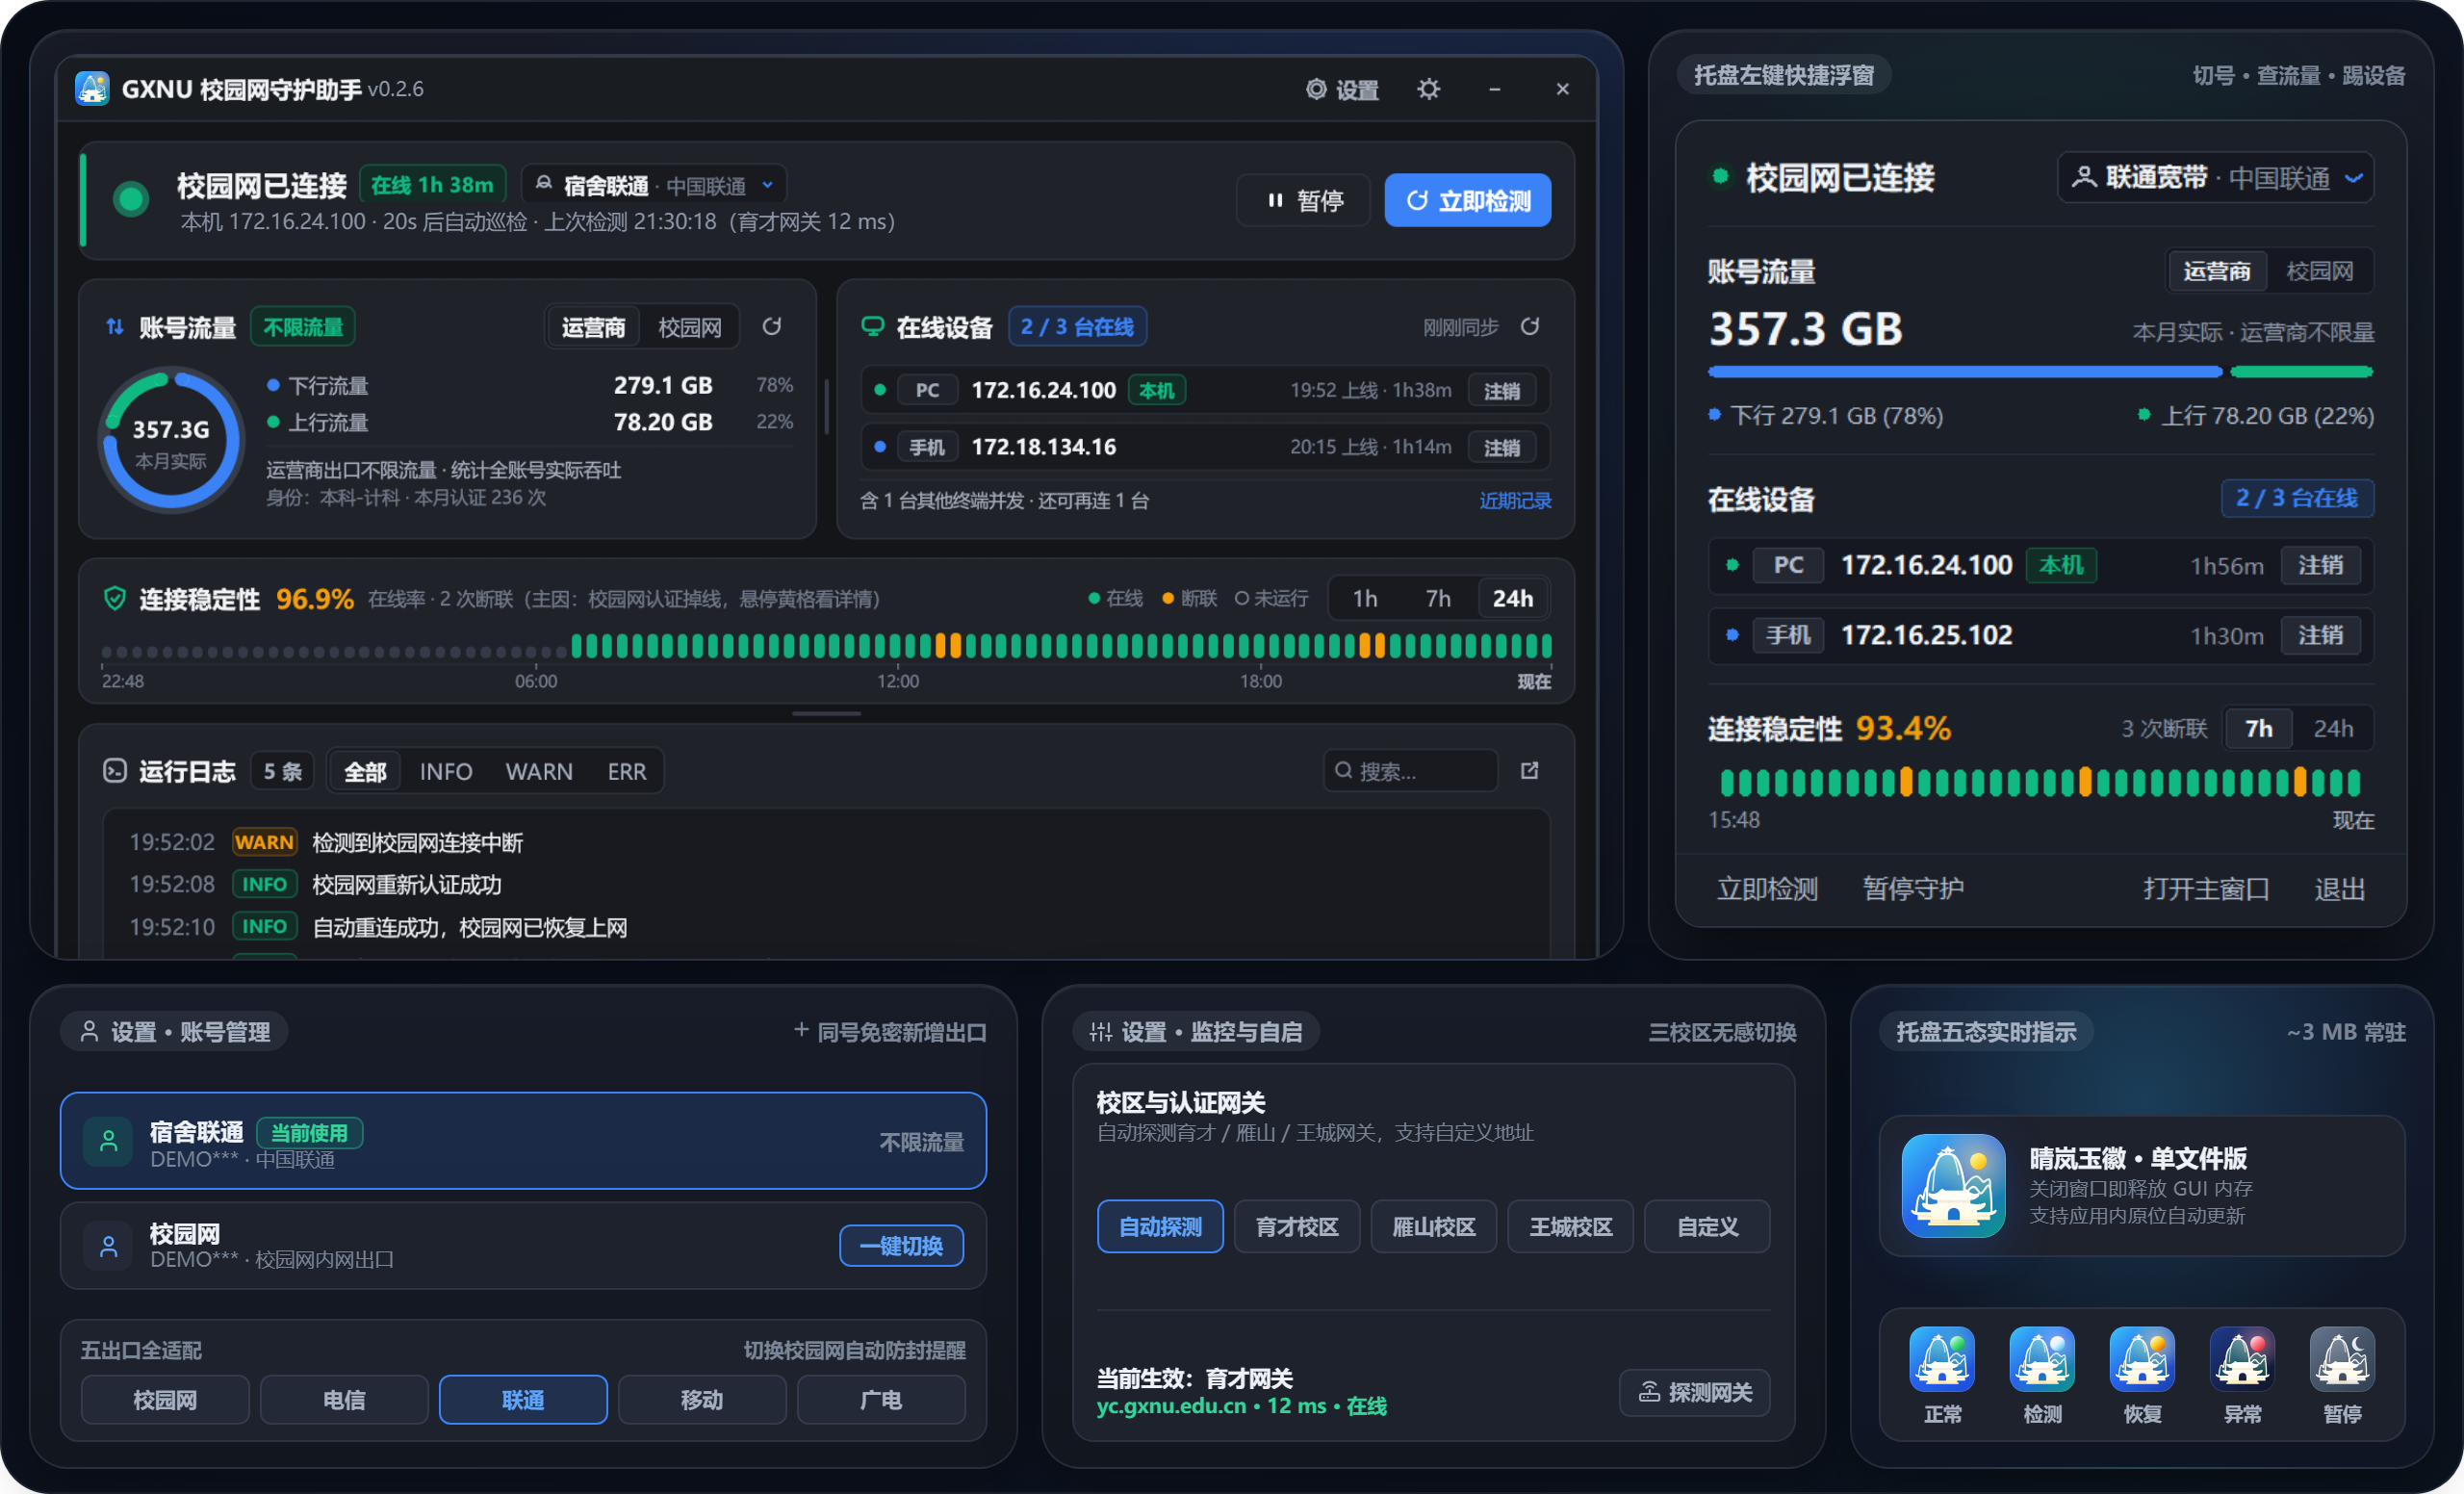 GXNU 校园网守护助手 v0.2.6
设置
校园网已连接 在线 1h 38m 宿舍联通 · 中国联通
本机 172.16.24.100 · 20s 后自动巡检 · 上次检测 21:30:18（育才网关 12 ms）
暂停 立即检测
账号流量 不限流量 运营商 校园网
357.3G
本月实际
下行流量 279.1 GB 78%
上行流量 78.20 GB 22%
运营商出口不限流量 · 统计全账号实际吞吐
身份：本科-计科 · 本月认证 236 次
在线设备 2 / 3 台在线 刚刚同步
PC 172.16.24.100 本机 19:52 上线 · 1h38m 注销
手机 172.18.134.16 20:15 上线 · 1h14m 注销
含 1 台其他终端并发 · 还可再连 1 台 近期记录
连接稳定性 96.9% 在线率 · 2 次断联（主因：校园网认证掉线，悬停黄格看详情） 在线 断联 未运行 1h 7h 24h
22:48 06:00 12:00 18:00 现在
运行日志 5 条 全部 INFO WARN ERR 搜索...
19:52:02 WARN 检测到校园网连接中断
19:52:08 INFO 校园网重新认证成功
19:52:10 INFO 自动重连成功，校园网已恢复上网
托盘左键快捷浮窗 切号 • 查流量 • 踢设备
校园网已连接 联通宽带 · 中国联通
账号流量 运营商 校园网
357.3 GB 本月实际 · 运营商不限量
下行 279.1 GB (78%) 上行 78.20 GB (22%)
在线设备 2 / 3 台在线
PC 172.16.24.100 本机 1h56m 注销
手机 172.16.25.102 1h30m 注销
连接稳定性 93.4% 3 次断联 7h 24h
15:48 现在
立即检测 暂停守护 打开主窗口 退出
设置 • 账号管理 + 同号免密新增出口
宿舍联通 当前使用
DEMO*** · 中国联通
不限流量
校园网
DEMO*** · 校园网内网出口
一键切换
五出口全适配 切换校园网自动防封提醒
校园网 电信 联通 移动 广电
设置 • 监控与自启 三校区无感切换
校区与认证网关
自动探测育才 / 雁山 / 王城网关，支持自定义地址
自动探测 育才校区 雁山校区 王城校区 自定义
当前生效：育才网关
yc.gxnu.edu.cn • 12 ms • 在线
探测网关
托盘五态实时指示 ~3 MB 常驻
晴岚玉徽 • 单文件版
关闭窗口即释放 GUI 内存
支持应用内原位自动更新
正常 检测 恢复 异常 暂停